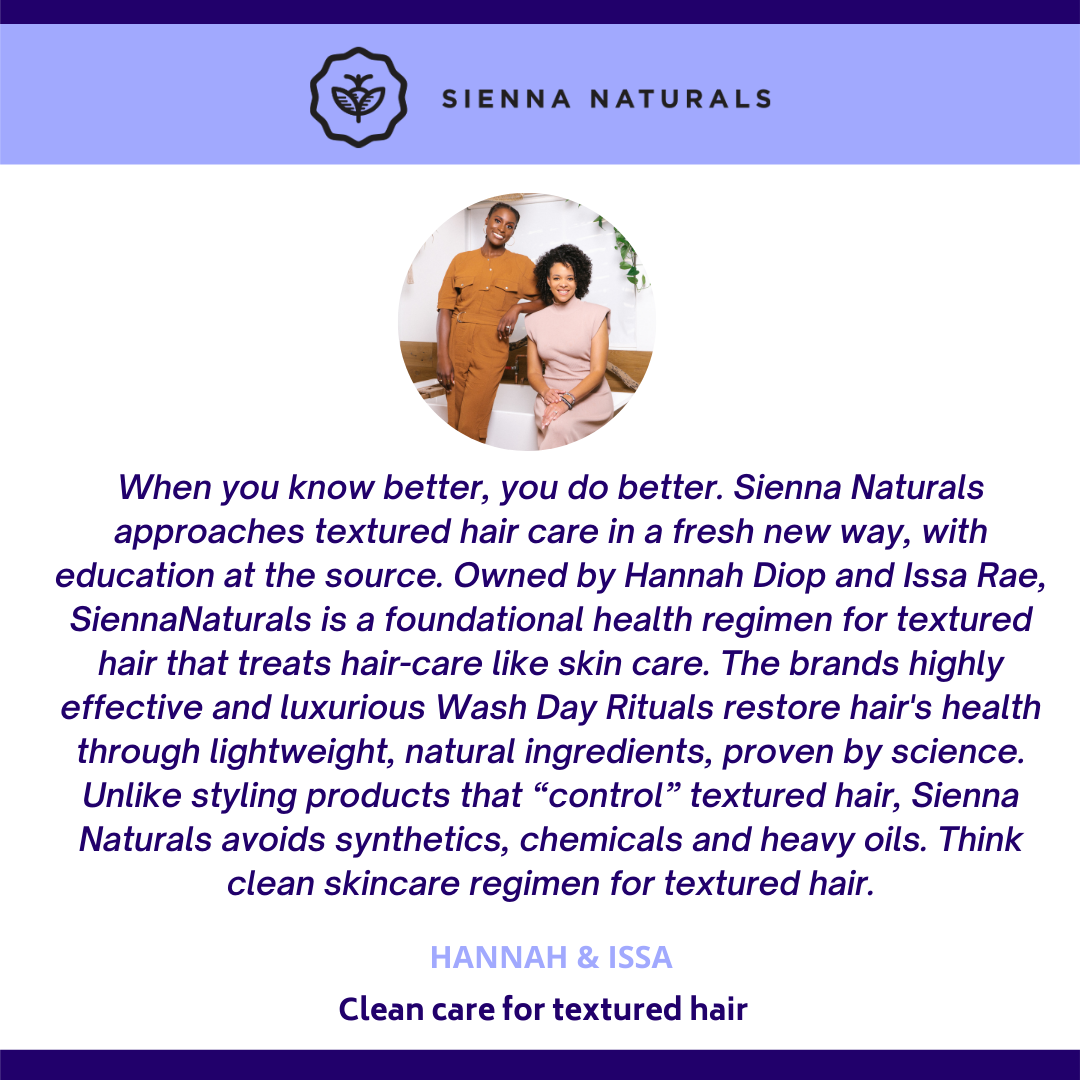 SIENNA NATURALS
When you know better, you do better. Sienna Naturals
approaches textured hair care in a fresh new way, with
education at the source. Owned by Hannah Diop and Issa Rae,
SiennaNaturals is a foundational health regimen for textured
hair that treats hair-care like skin care. The brands highly
effective and luxurious Wash Day Rituals restore hair's health
through lightweight, natural ingredients, proven by science.
Unlike styling products that “control” textured hair, Sienna
Naturals avoids synthetics, chemicals and heavy oils. Think
clean skincare regimen for textured hair.
HANNAH & ISSA
Clean care for textured hair